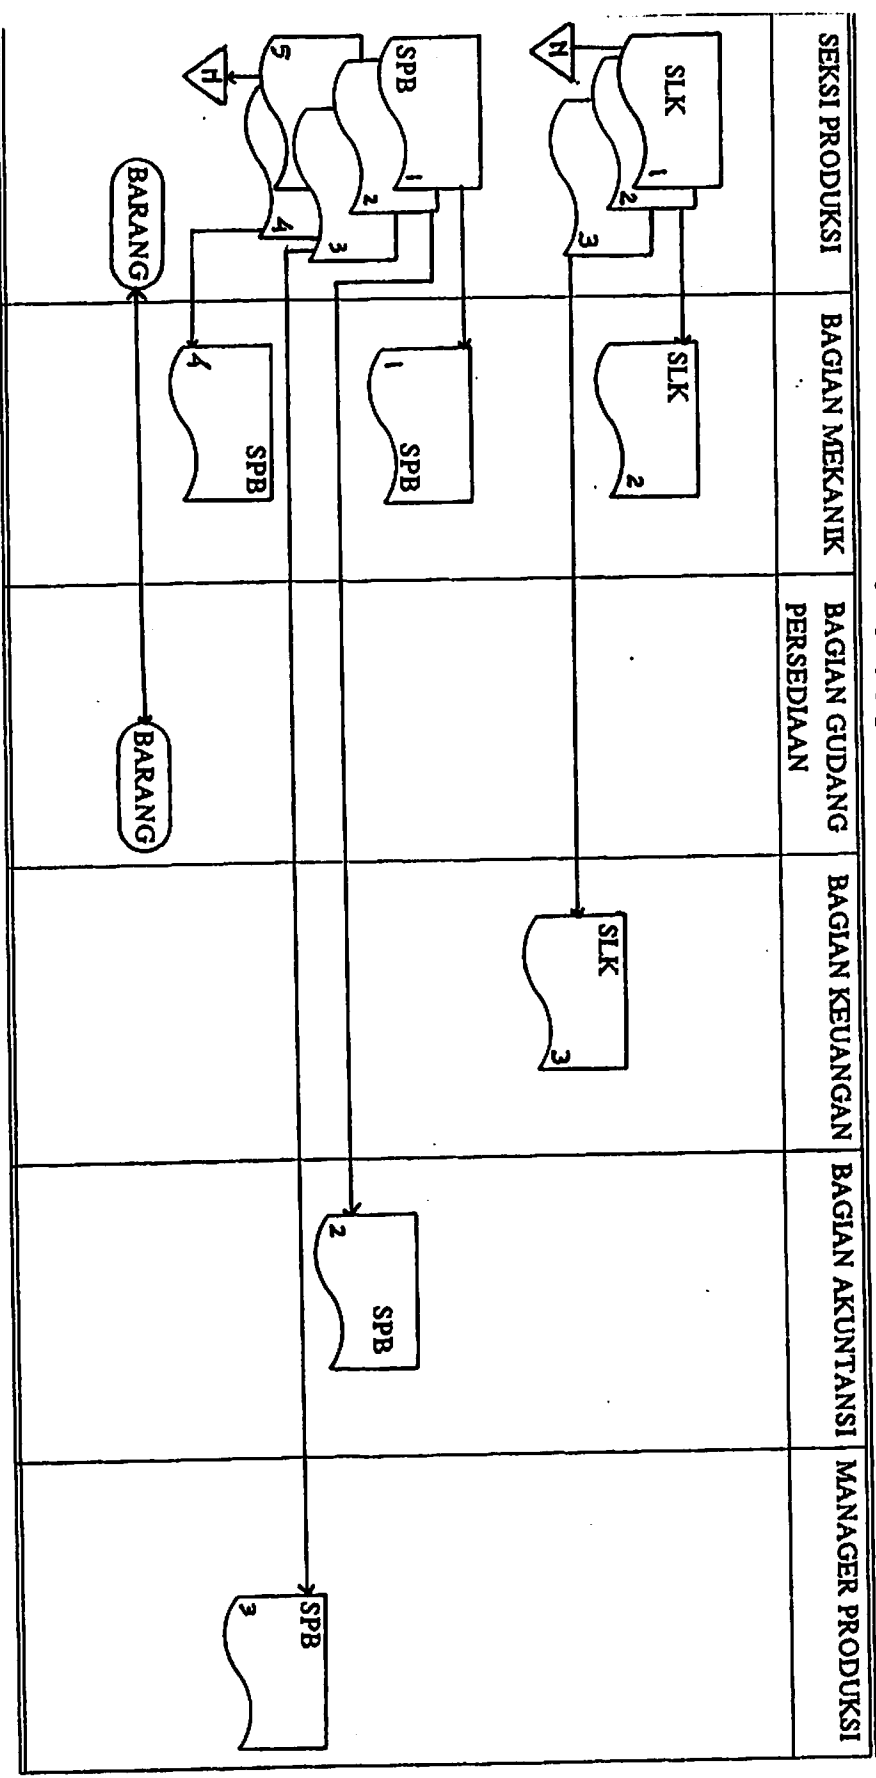 SEKSI PRODUKSI
BAGIAN MEKANIK
BAGIAN GUDANG
PERSEDIAAN
BAGIAN KEUANGAN
BAGIAN AKUNTANSI
MANAGER PRODUKSI
SLK
1
2
3
N
SLK
2
SLK
3
SPB
1
2
3
4
5
H
1
SPB
2
SPB
4
SPB
SPB
3
BARANG
BARANG